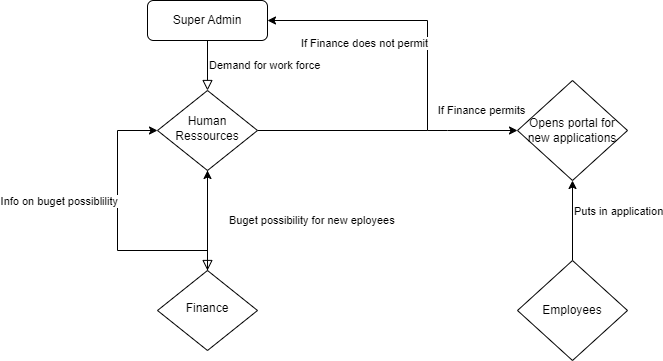 Super Admin
If Finance does not permit
Demand for work force
If Finance permits
Human
Ressources
Opens portal for
new applications
Info on buget possiblility
Buget possibility for new eployees
Puts in application
Finance
Employees